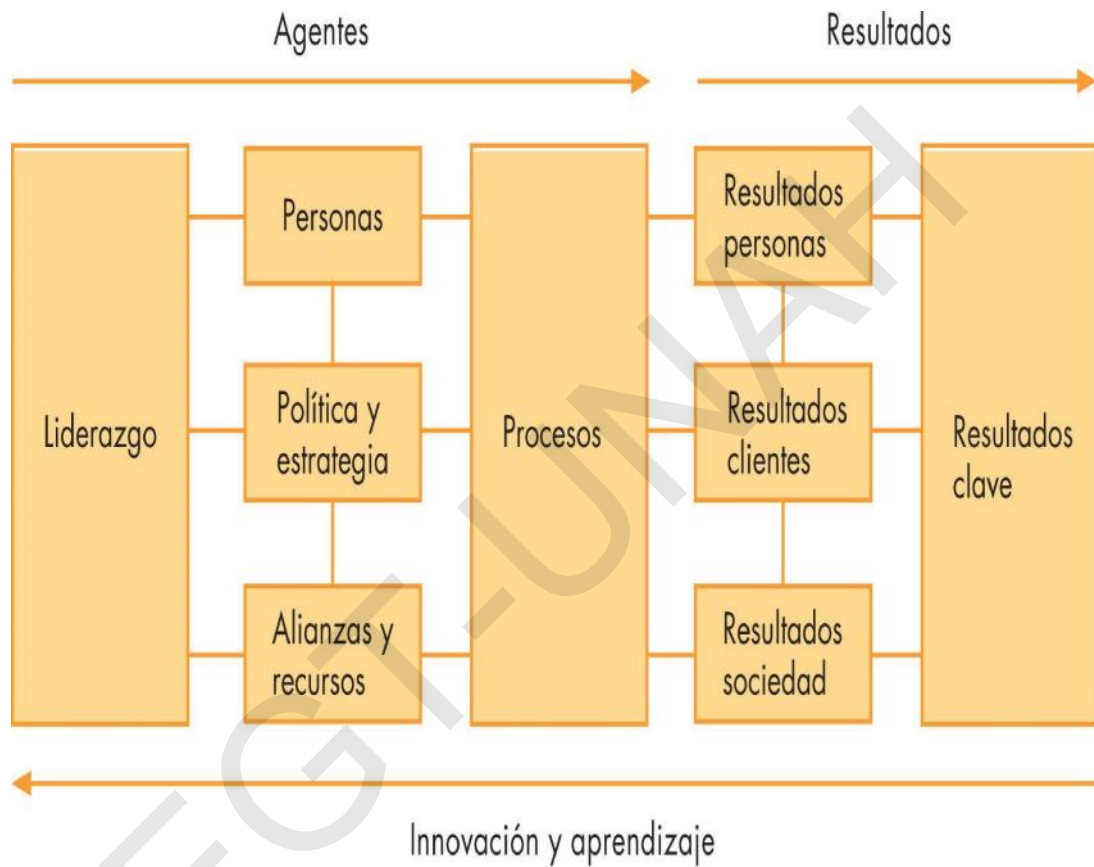 Agentes
Resultados
Liderazgo
Personas
Política y
estrategia
Alianzas y
recursos
Procesos
Resultados
personas
Resultados
clientes
Resultados
sociedad
Resultados
clave
Innovación y aprendizaje
EGT-UNAH